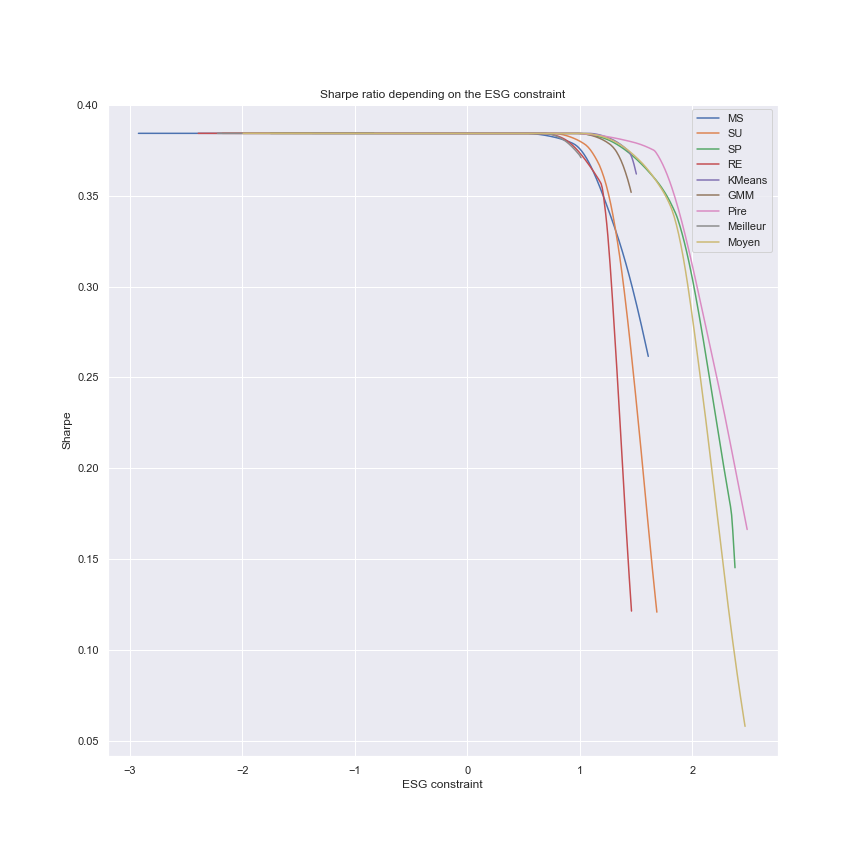 Sharpe ratio depending on the ESG constraint
0.40
0.35
0.30
0.25
0.20
0.15
0.10
0.05
Sharpe
−3
−2
−1
0
1
2
ESG constraint
MS
SU
SP
RE
KMeans
GMM
Pire
Meilleur
Moyen